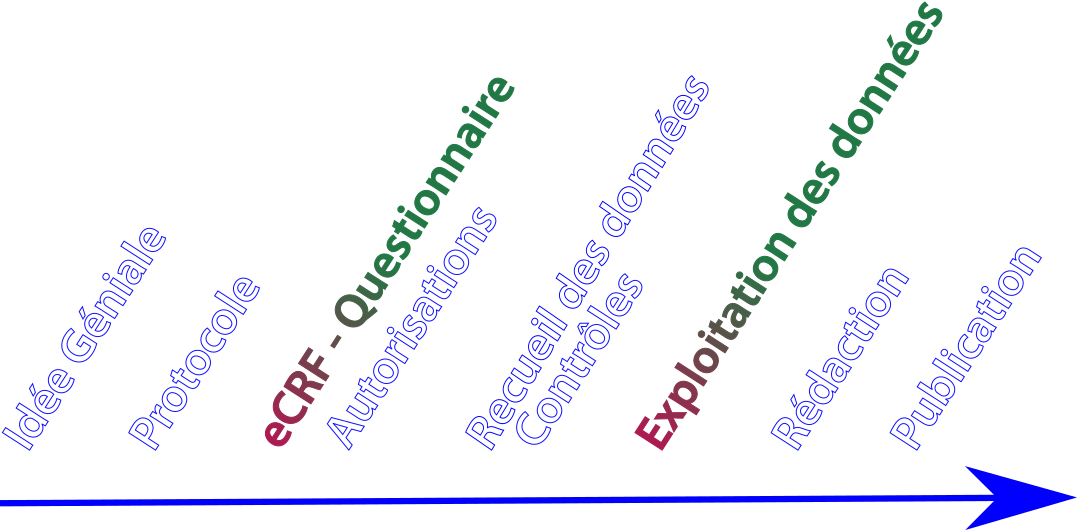 Idée Géniale
Protocole
eCRF - Questionnaire
Autorisations
Recueil des données
Contrôles
Exploitation des données
Rédaction
Publication